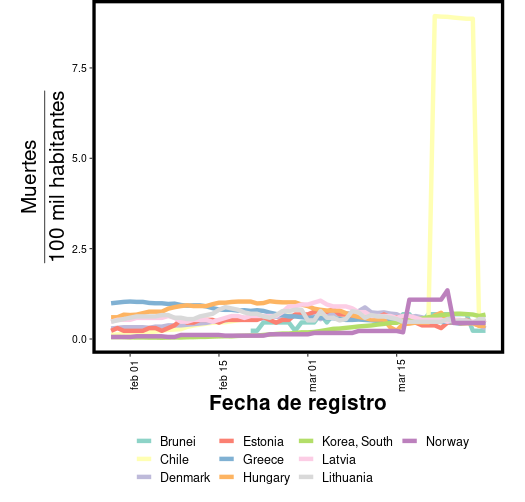 Muertes
100 mil habitantes
7.5
5.0
2.5
0.0
feb 01
feb 15
mar 01
mar 15
Fecha de registro
Brunei
Estonia
Korea, South
Norway
Chile
Greece
Latvia
Denmark
Hungary
Lithuania